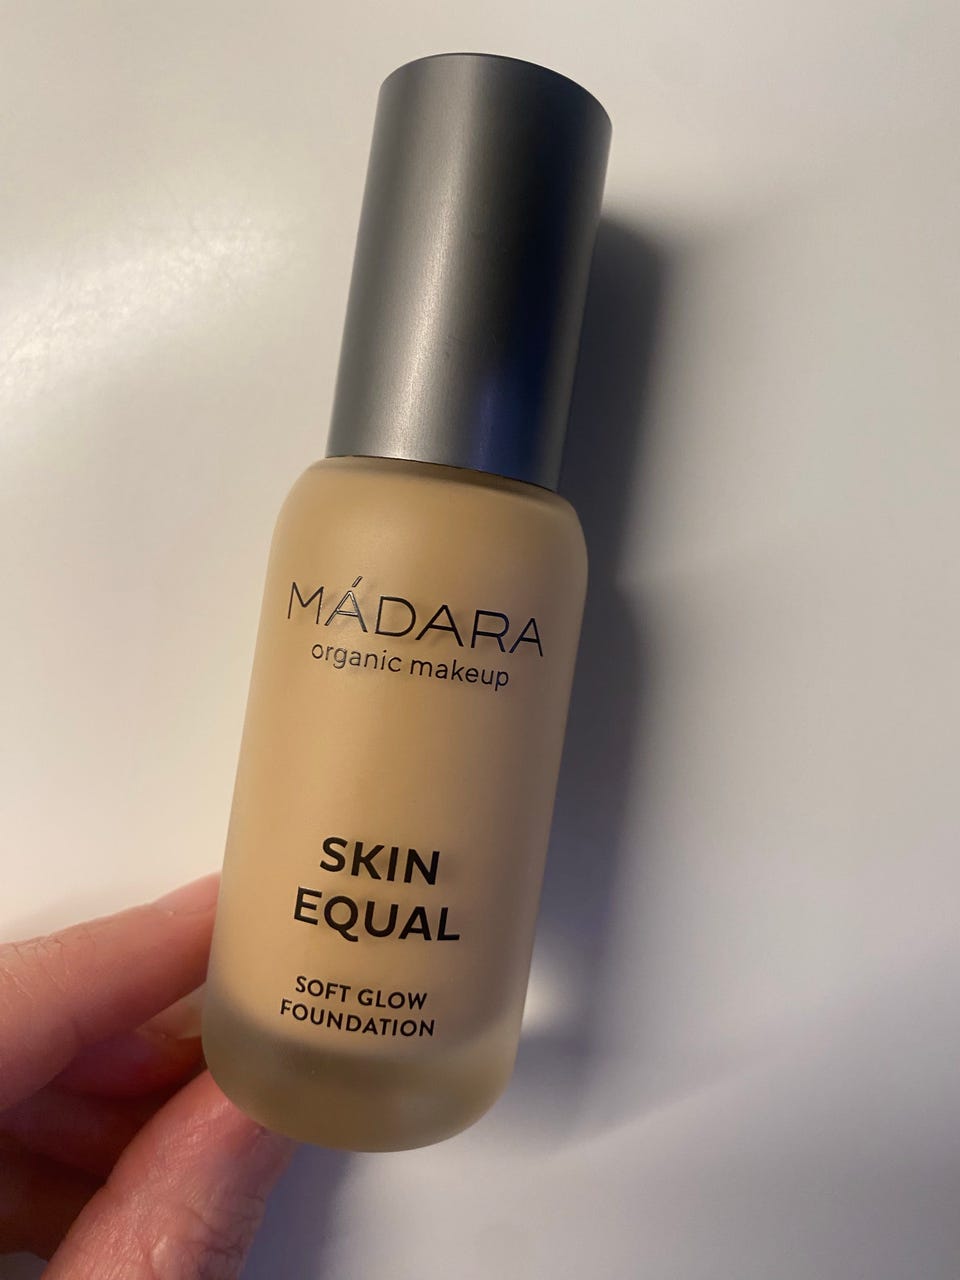 MÁDARA
organic makeup
SKIN
EQUAL
SOFT GLOW
FOUNDATION